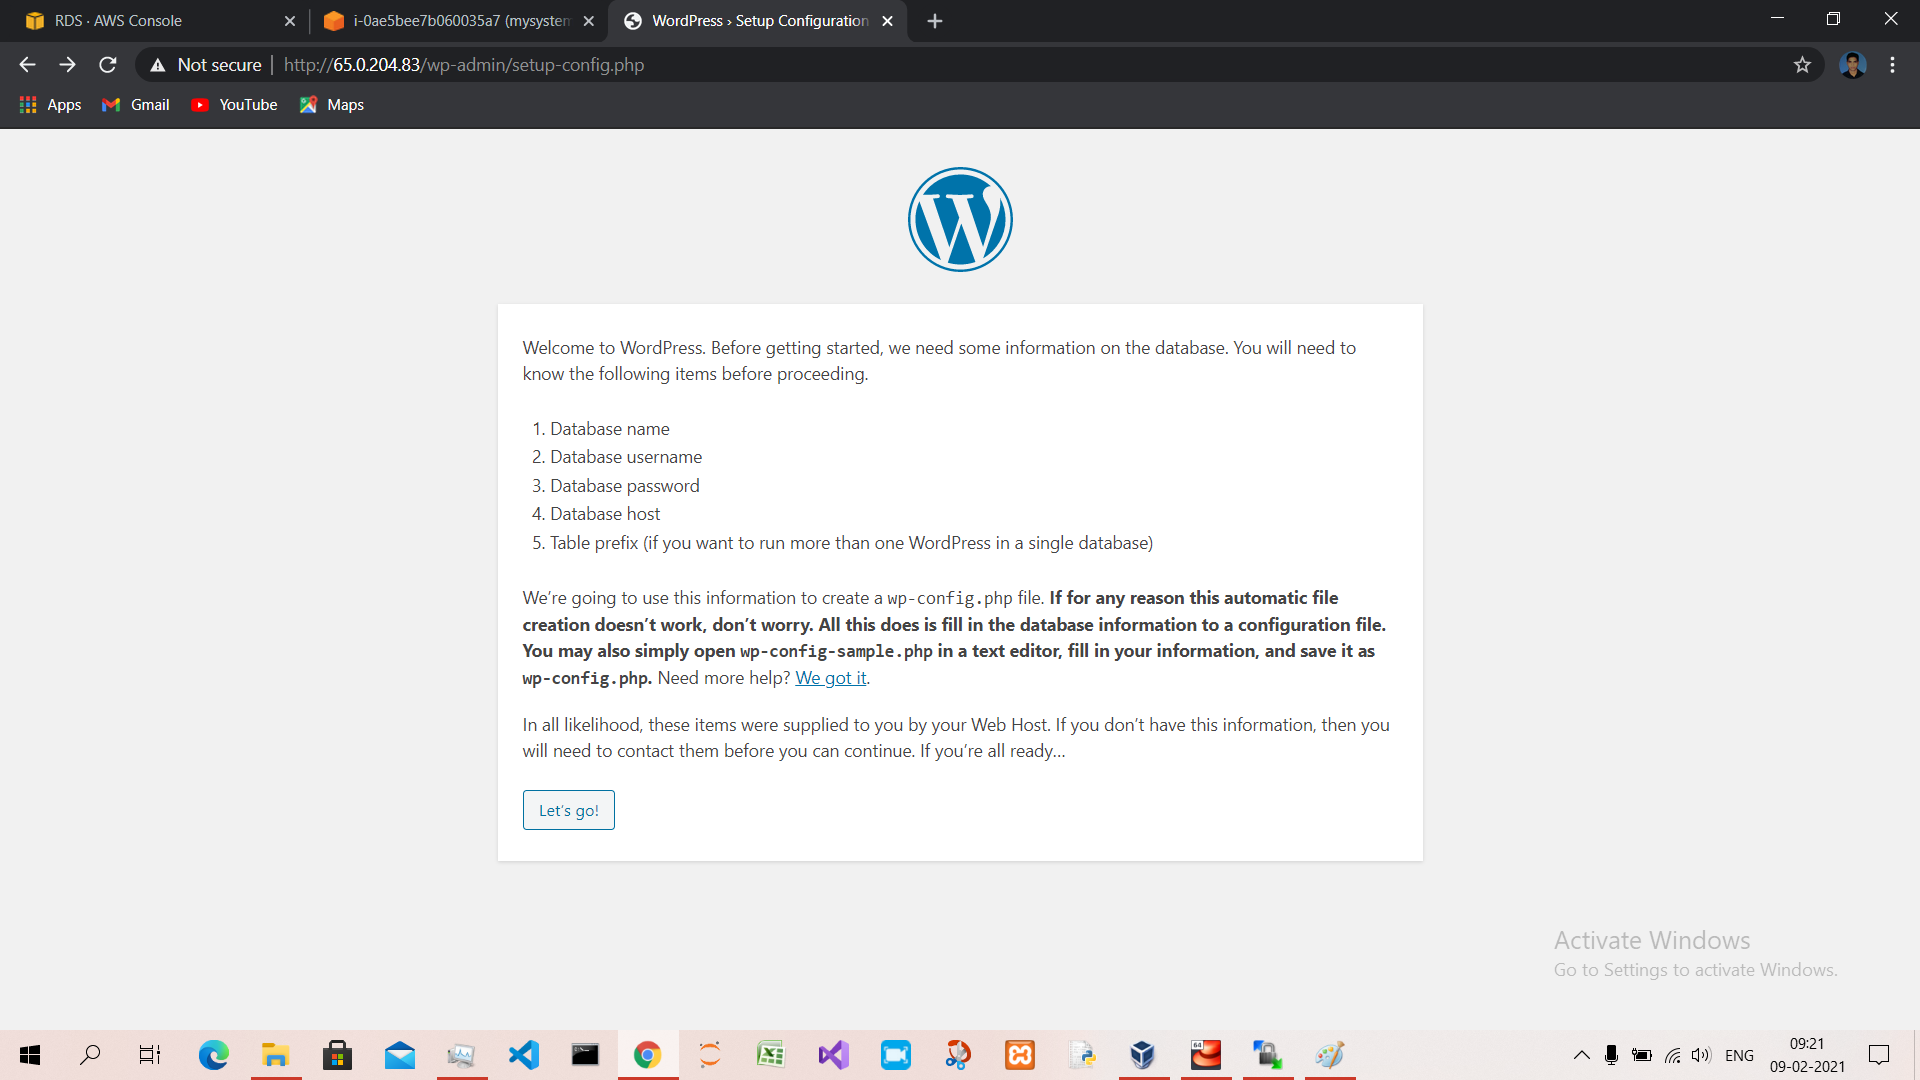 RDS · AWS Console
i-0ae5bee7b060035a7 (mysystem
WordPress › Setup Configuration
Not secure
http://65.0.204.83/wp-admin/setup-config.php
Apps
Gmail
YouTube
Maps
Welcome to WordPress. Before getting started, we need some information on the database. You will need to
know the following items before proceeding.
1. Database name
2. Database username
3. Database password
4. Database host
5. Table prefix (if you want to run more than one WordPress in a single database)
We’re going to use this information to create a wp-config.php file. If for any reason this automatic file
creation doesn’t work, don’t worry. All this does is fill in the database information to a configuration file.
You may also simply open wp-config-sample.php in a text editor, fill in your information, and save it as
wp-config.php. Need more help? We got it.
In all likelihood, these items were supplied to you by your Web Host. If you don’t have this information, then you
will need to contact them before you can continue. If you’re all ready…
Let’s go!
Activate Windows
Go to Settings to activate Windows.
64
ENG
09:21
09-02-2021